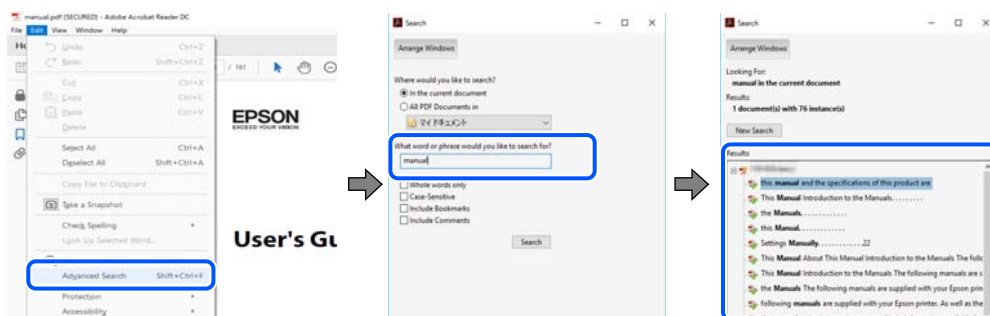 manual.pdf (SECURED) - Adobe Acrobat Reader DC
File Edit View Window Help
Undo Ctrl+Z
Redo Shift+Ctrl+Z
Cut Ctrl+X
Copy Ctrl+C
Paste Ctrl+V
Delete
Select All Ctrl+A
Deselect All Shift+Ctrl+A
Copy File to Clipboard
Take a Snapshot
Check Spelling
Look Up Selected Word...
Advanced Search Shift+Ctrl+F
Protection
Accessibility
/ 191
EPSON
EXCEED YOUR VISION
User's Gu
Search
Arrange Windows
Where would you like to search?
In the current document
All PDF Documents in
マイ ドキュメント
What word or phrase would you like to search for?
manual
Whole words only
Case-Sensitive
Include Bookmarks
Include Comments
Search
Search
Arrange Windows
Looking For:
manual in the current document
Results:
1 document(s) with 76 instance(s)
New Search
Results:
this manual and the specifications of this product are
This Manual Introduction to the Manuals. . . . . . . . .
the Manuals. . . . . . . . . . . . .
this Manual. . . . . . . . . . . . .
Settings Manually. . . . . . . . . . . . .22
This Manual About This Manual Introduction to the Manuals The follo
This Manual Introduction to the Manuals The following manuals are s
the Manuals The following manuals are supplied with your Epson prin
following manuals are supplied with your Epson printer. As well as the